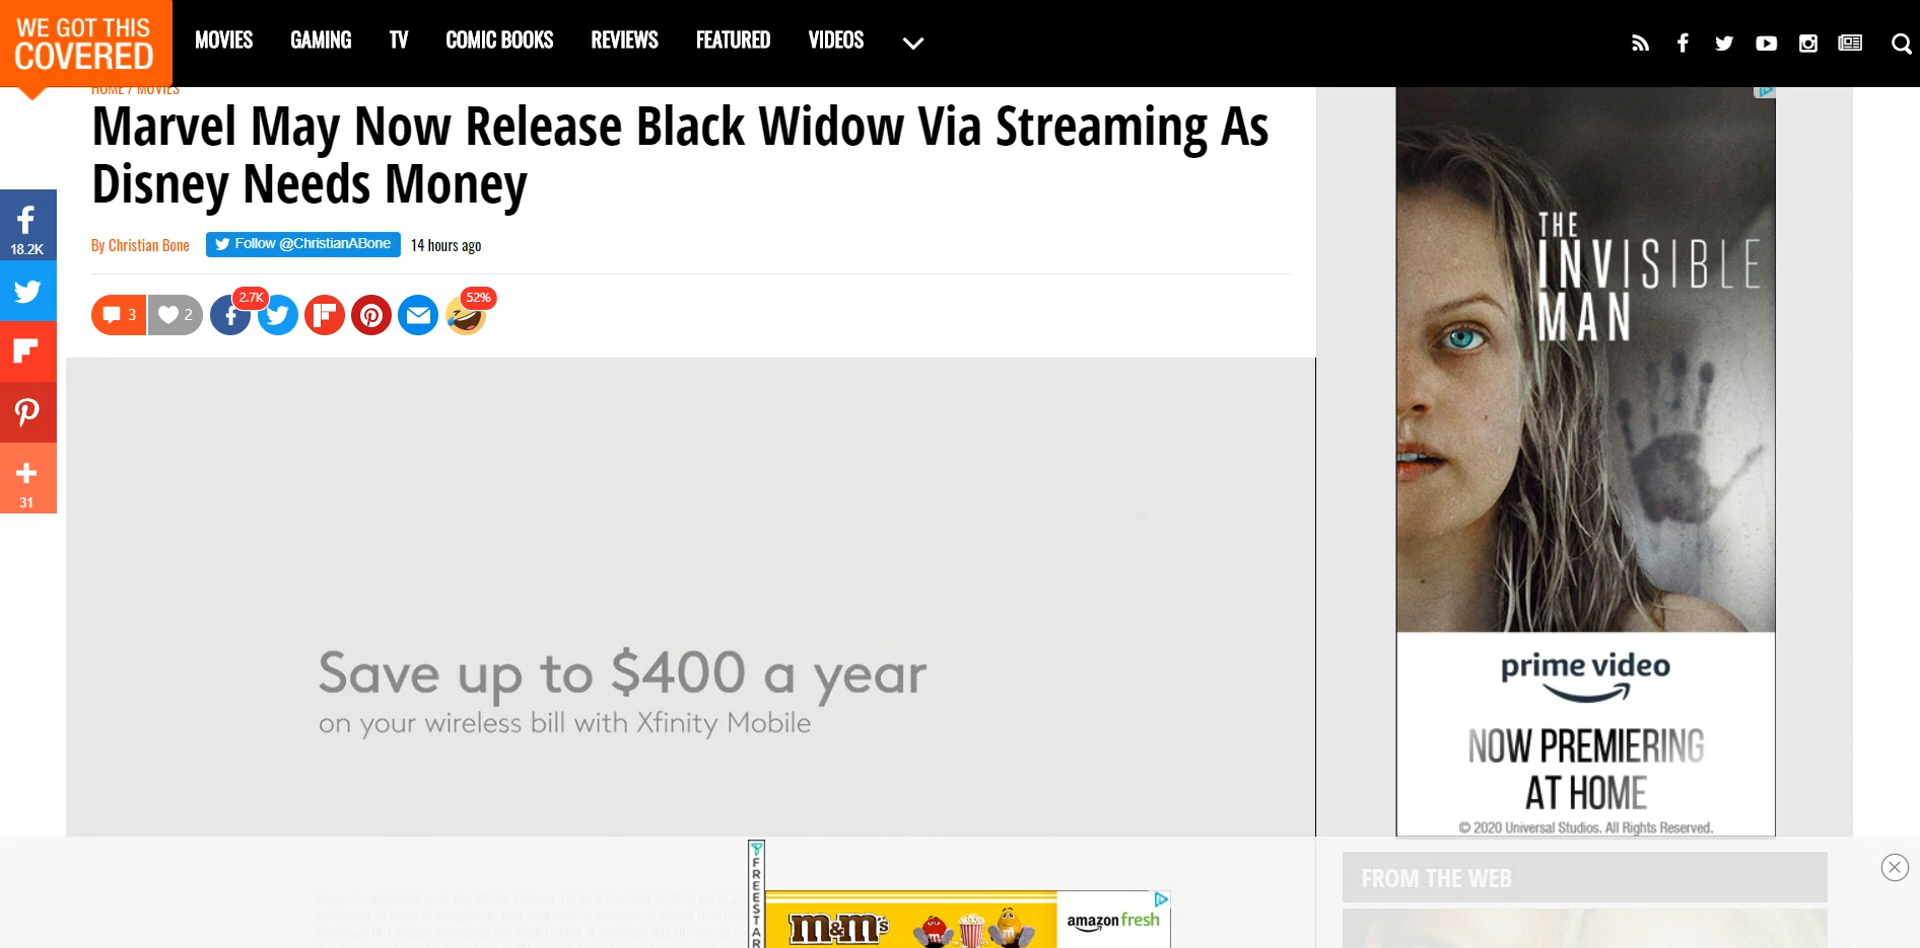 WE GOT THIS
COVERED
MOVIES GAMING TV COMIC BOOKS REVIEWS FEATURED VIDEOS
HOME / MOVIES
Marvel May Now Release Black Widow Via Streaming As
Disney Needs Money
By Christian Bone Follow @ChristianABone 14 hours ago
3 2 2.7K 52%
18.2K
31
Save up to $400 a year
on your wireless bill with Xfinity Mobile
THE
INVISIBLE
MAN
prime video
NOW PREMIERING
AT HOME
© 2020 Universal Studios. All Rights Reserved.
FROM THE WEB
FREESTAR
m&m's
amazon fresh